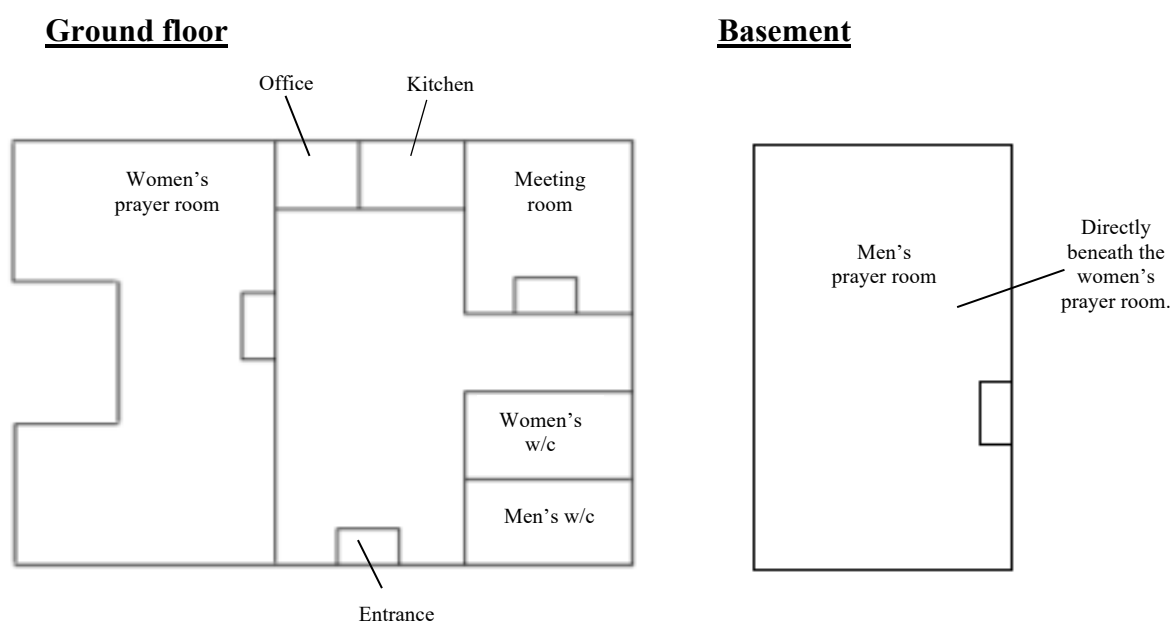 Ground floor
Basement
Office
Kitchen
Women’s
prayer room
Meeting
room
Women’s
w/c
Men’s w/c
Entrance
Men’s
prayer room
Directly
beneath the
women’s
prayer room.